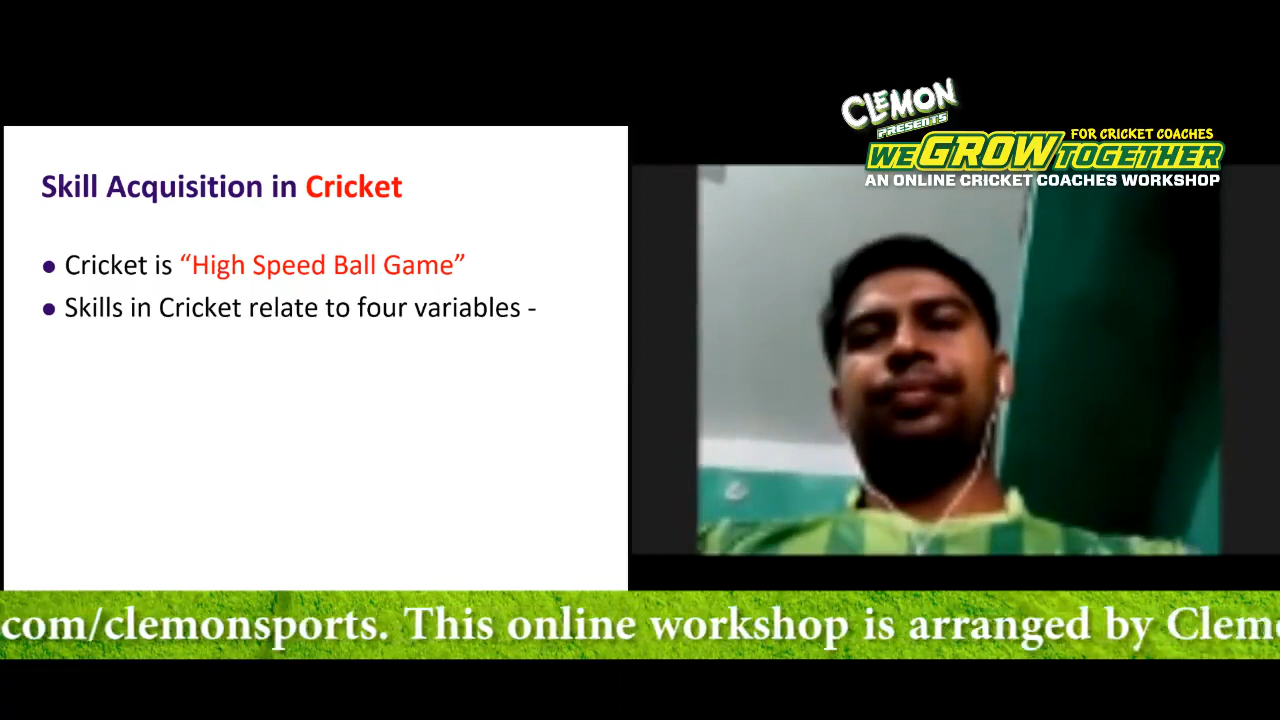 CLEMON
PRESENTS
FOR CRICKET COACHES
WE GROW TOGETHER
AN ONLINE CRICKET COACHES WORKSHOP
Skill Acquisition in Cricket
● Cricket is “High Speed Ball Game”
● Skills in Cricket relate to four variables -
com/clemonsports. This online workshop is arranged by Clem